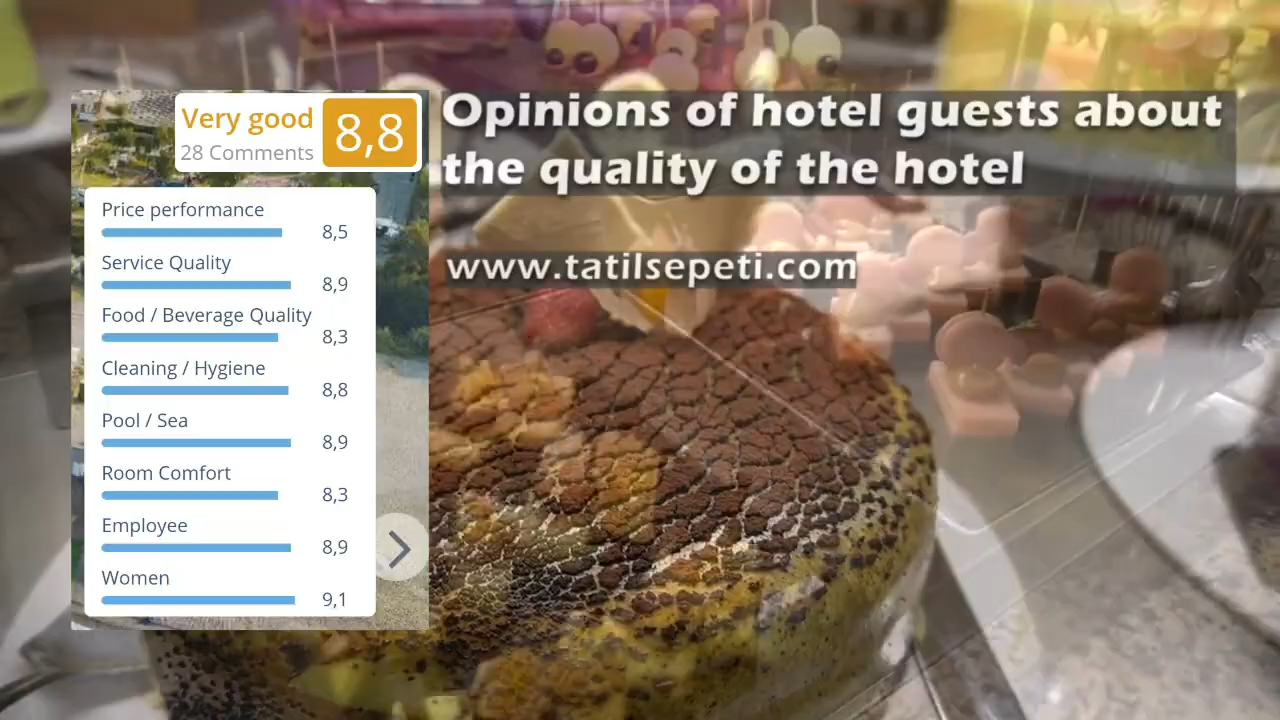 Very good
8,8
28 Comments
Price performance
8,5
Service Quality
8,9
Food / Beverage Quality
8,3
Cleaning / Hygiene
8,8
Pool / Sea
8,9
Room Comfort
8,3
Employee
8,9
Women
9,1
Opinions of hotel guests about
the quality of the hotel
www.tatilsepeti.com